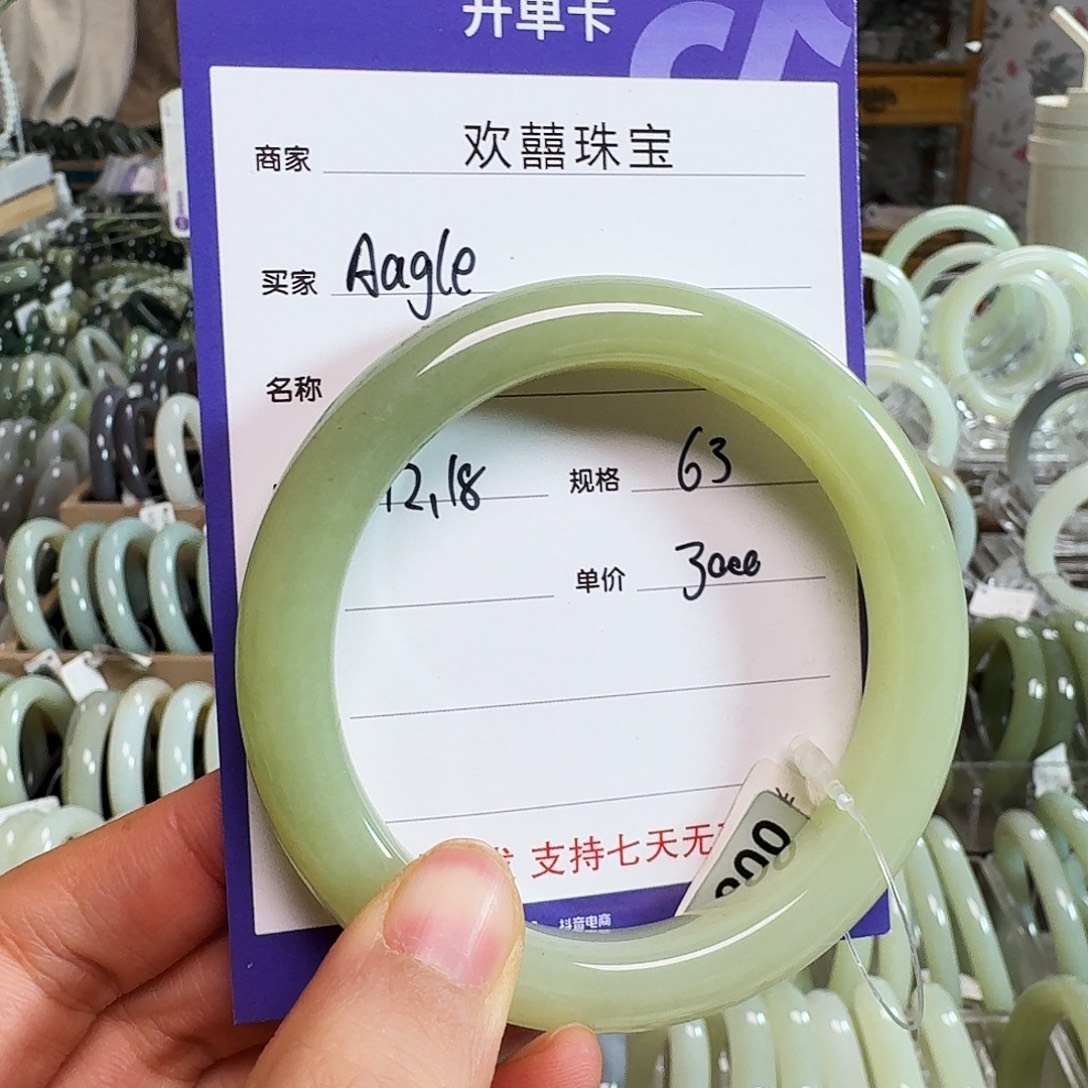 开单卡
商家 欢囍珠宝
买家 Aagle
名称
12,18 规格 63
单价 3000
支持七天无
抖音电商